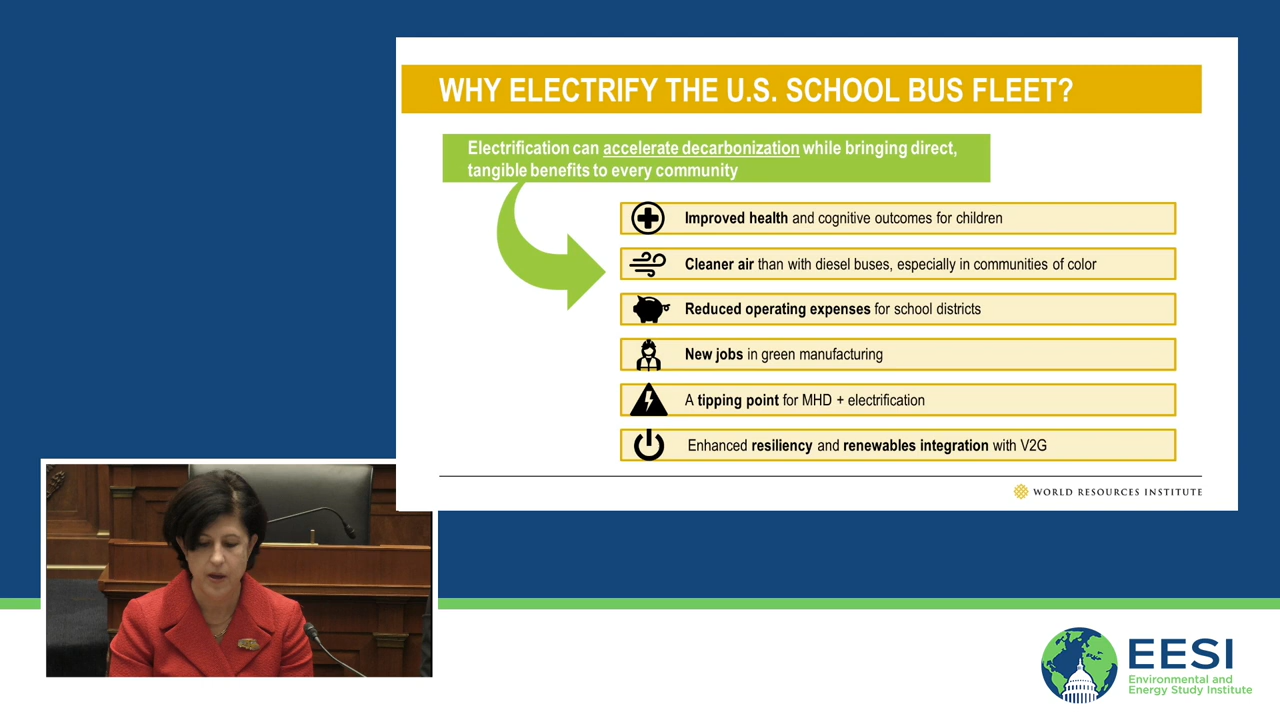 WHY ELECTRIFY THE U.S. SCHOOL BUS FLEET?
Electrification can accelerate decarbonization while bringing direct,
tangible benefits to every community
Improved health and cognitive outcomes for children
Cleaner air than with diesel buses, especially in communities of color
Reduced operating expenses for school districts
New jobs in green manufacturing
A tipping point for MHD + electrification
Enhanced resiliency and renewables integration with V2G
WORLD RESOURCES INSTITUTE
EESI
Environmental and
Energy Study Institute